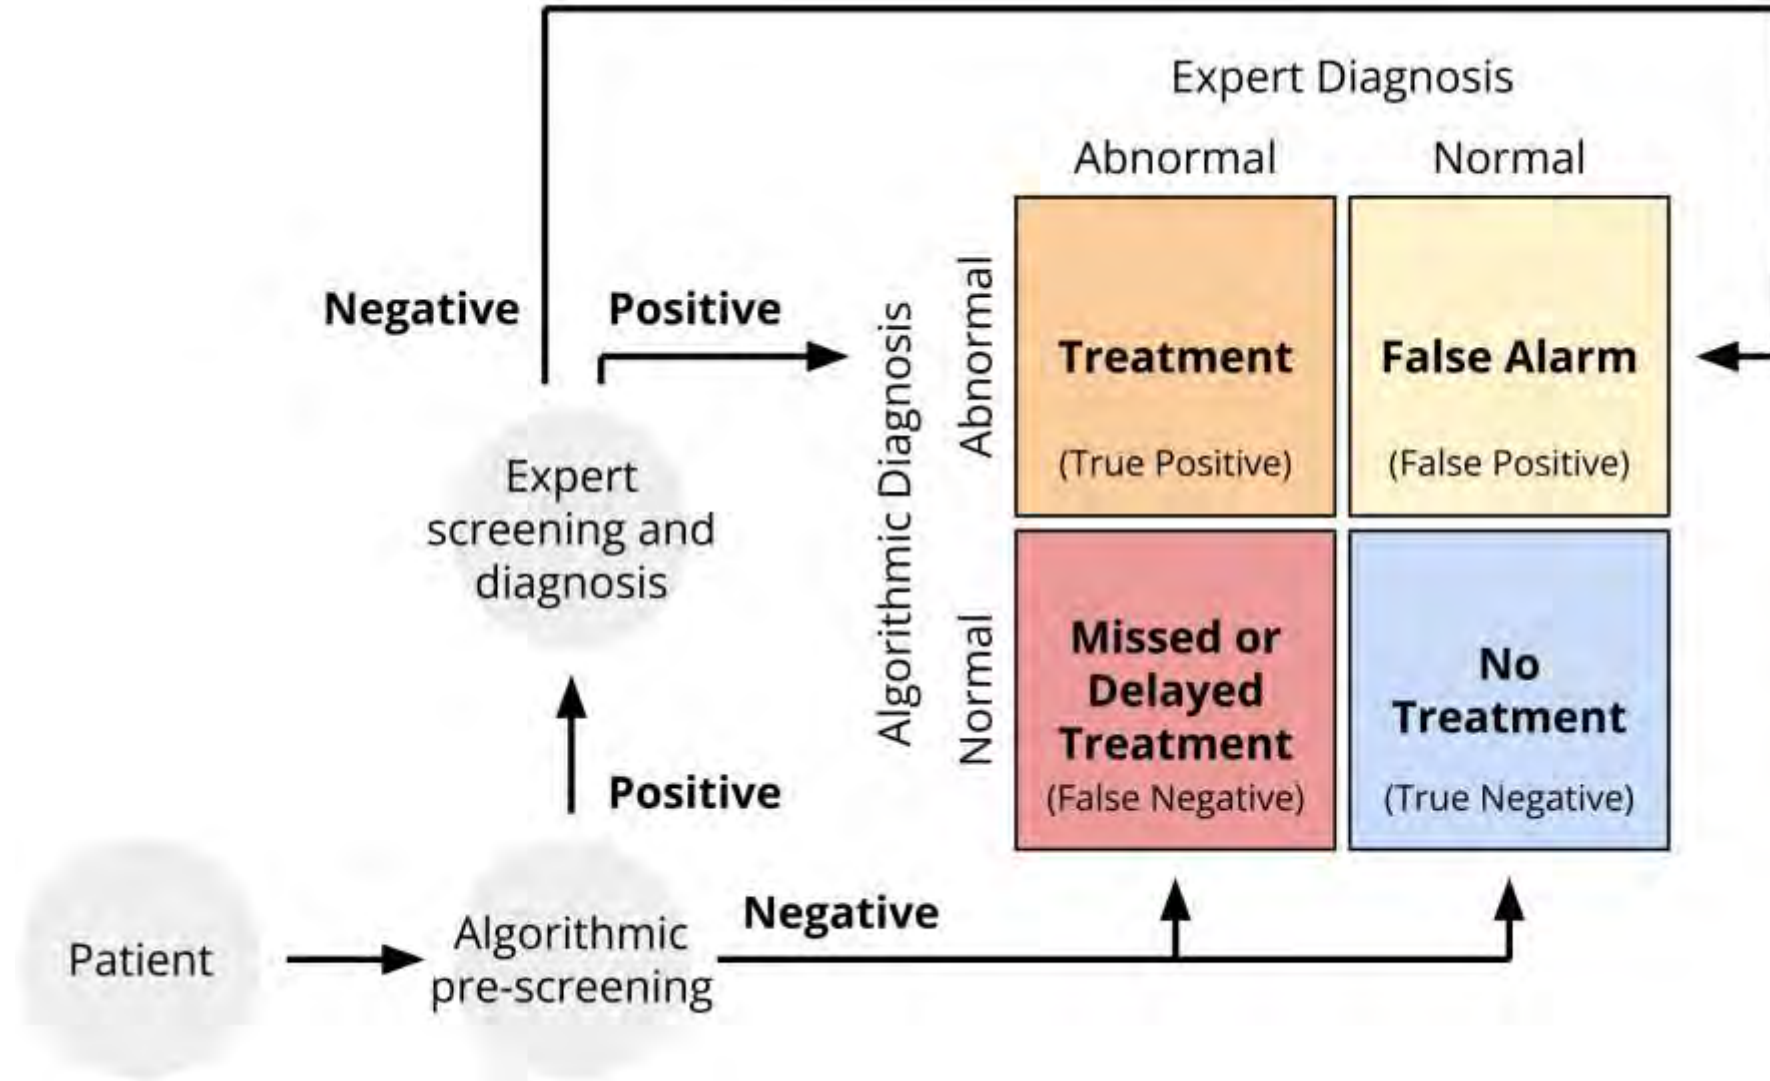 Expert Diagnosis
Abnormal Normal
Negative Positive
Algorithmic Diagnosis
Abnormal
Treatment
(True Positive)
False Alarm
(False Positive)
Expert
screening and
diagnosis
Normal
Missed or
Delayed
Treatment
(False Negative)
No
Treatment
(True Negative)
Positive
Negative
Patient
Algorithmic
pre-screening